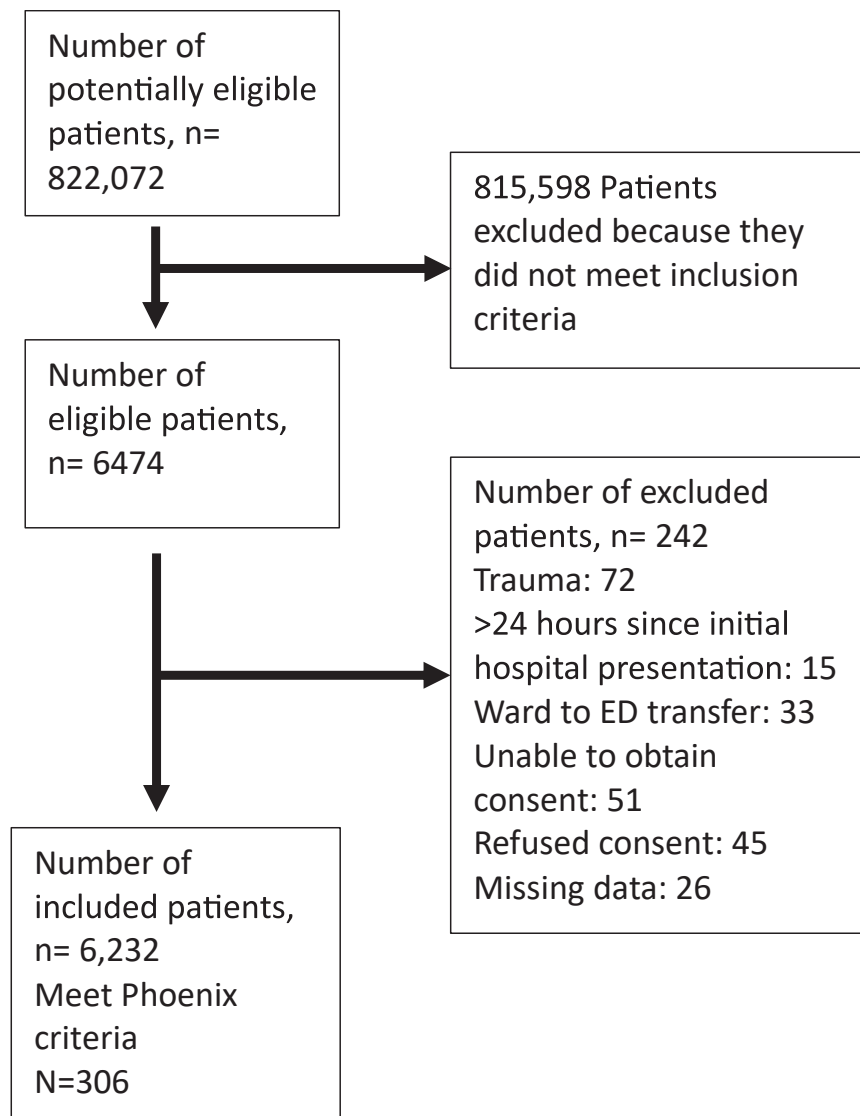 Number of
potentially eligible
patients, n=
822,072
815,598 Patients
excluded because they
did not meet inclusion
criteria
Number of
eligible patients,
n= 6474
Number of excluded
patients, n= 242
Trauma: 72
>24 hours since initial
hospital presentation: 15
Ward to ED transfer: 33
Unable to obtain
consent: 51
Refused consent: 45
Missing data: 26
Number of
included patients,
n= 6,232
Meet Phoenix
criteria
N=306